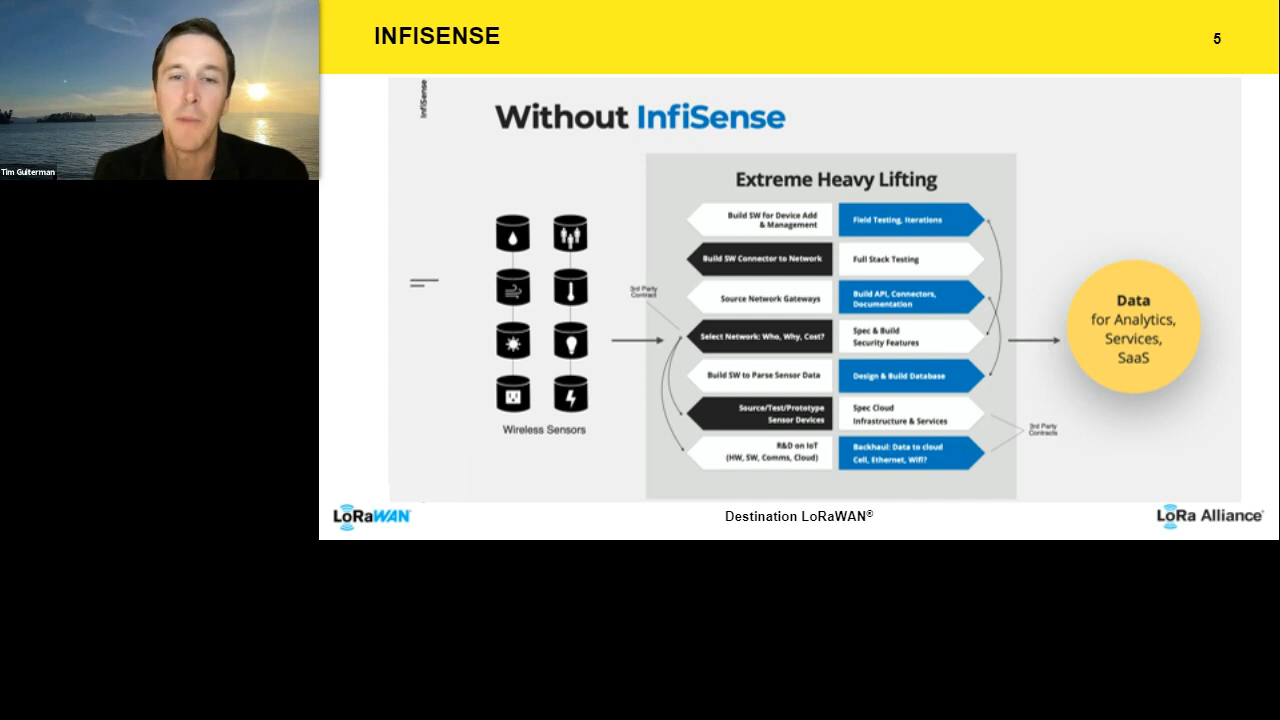 Tim Guiterman
INFISENSE
5
InfiSense
Without InfiSense
Extreme Heavy Lifting
Build SW for Device Add
& Management
Field Testing, Iterations
Build SW Connector to Network
Full Stack Testing
3rd Party
Contract
Source Network Gateways
Build API, Connectors,
Documentation
Select Network: Who, Why, Cost?
Spec & Build
Security Features
Build SW to Parse Sensor Data
Design & Build Database
Source/Test/Prototype
Sensor Devices
Spec Cloud
Infrastructure & Services
R&D on IoT
(HW, SW, Comms, Cloud)
Backhaul: Data to cloud
Cell, Ethernet, Wifi?
3rd Party
Contracts
Wireless Sensors
Data
for Analytics,
Services,
SaaS
LoRaWAN
Destination LoRaWAN®
LoRa Alliance®